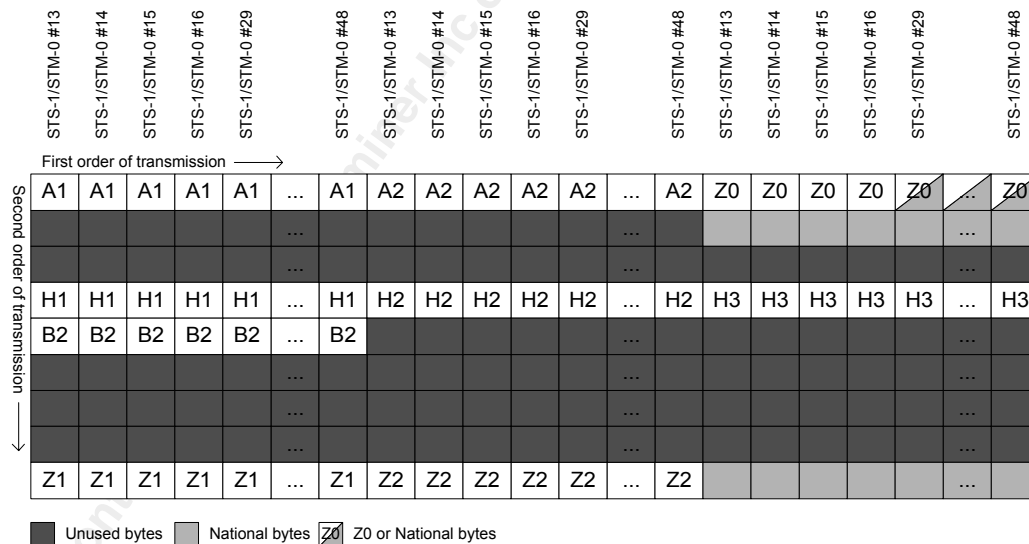 STS-1/STM-0 #13 STS-1/STM-0 #14 STS-1/STM-0 #15 STS-1/STM-0 #16 STS-1/STM-0 #29 STS-1/STM-0 #48 STS-1/STM-0 #13 STS-1/STM-0 #14 STS-1/STM-0 #15 STS-1/STM-0 #16 STS-1/STM-0 #29 STS-1/STM-0 #48 STS-1/STM-0 #13 STS-1/STM-0 #14 STS-1/STM-0 #15 STS-1/STM-0 #16 STS-1/STM-0 #29 STS-1/STM-0 #48
First order of transmission
Second order of transmission
A1 A1 A1 A1 A1 ... A1 A2 A2 A2 A2 A2 ... A2 Z0 Z0 Z0 Z0 Z0 ... Z0
... ... ...
... ... ...
H1 H1 H1 H1 H1 ... H1 H2 H2 H2 H2 H2 ... H2 H3 H3 H3 H3 H3 ... H3
B2 B2 B2 B2 B2 ... B2 ... ...
... ... ...
... ... ...
... ... ...
Z1 Z1 Z1 Z1 Z1 ... Z1 Z2 Z2 Z2 Z2 Z2 ... Z2 ...
Unused bytes National bytes Z0 Z0 or National bytes